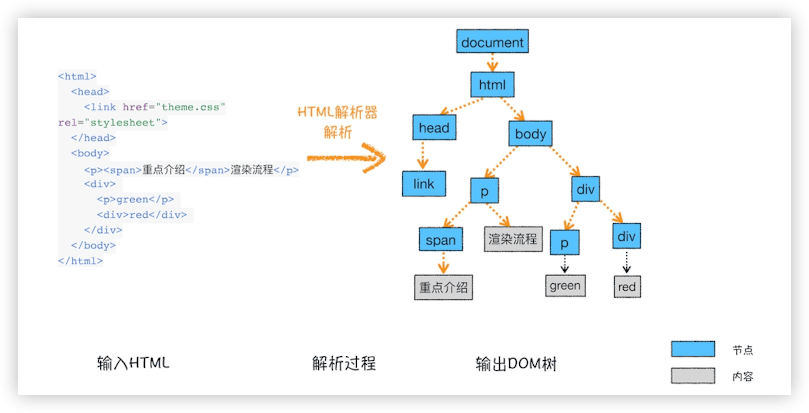 <html>
<head>
<link href="theme.css"
rel="stylesheet">
</head>
<body>
<p><span>重点介绍</span>渲染流程</p>
<div>
<p>green</p>
<div>red</div>
</div>
</body>
</html>
HTML解析器
解析
document
html
head
body
link
p
div
span
渲染流程
p
div
重点介绍
green
red
输入HTML
解析过程
输出DOM树
节点
内容